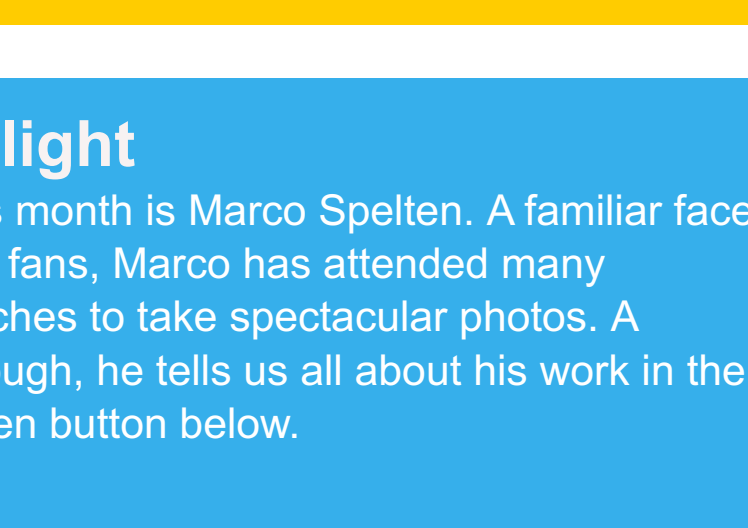 light
s month is Marco Spelten. A familiar face
fans, Marco has attended many
ches to take spectacular photos. A
ough, he tells us all about his work in the
en button below.